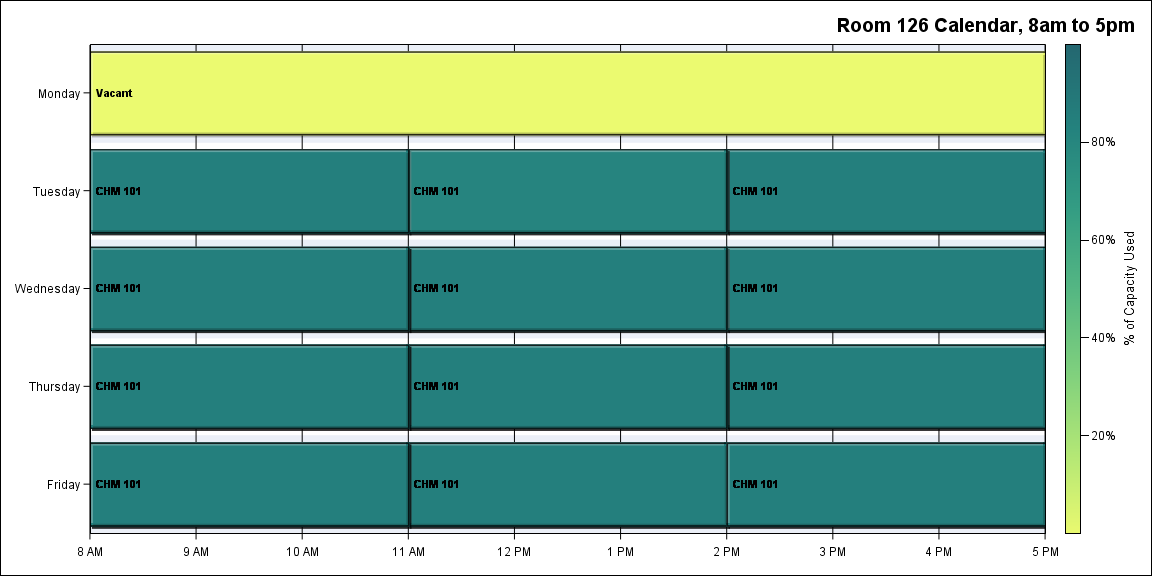 Room 126 Calendar, 8am to 5pm
Monday
Vacant
Tuesday
CHM 101
CHM 101
CHM 101
Wednesday
CHM 101
CHM 101
CHM 101
Thursday
CHM 101
CHM 101
CHM 101
Friday
CHM 101
CHM 101
CHM 101
8 AM
9 AM
10 AM
11 AM
12 PM
1 PM
2 PM
3 PM
4 PM
5 PM
80%
60%
40%
20%
% of Capacity Used